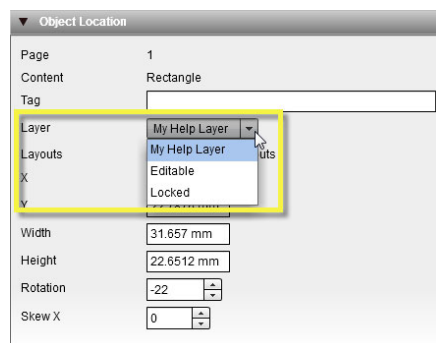 Object Location
Page 1
Content Rectangle
Tag
Layer My Help Layer
Layouts My Help Layer
X Editable
Y Locked
Width 31.657 mm
Height 22.6512 mm
Rotation -22
Skew X 0